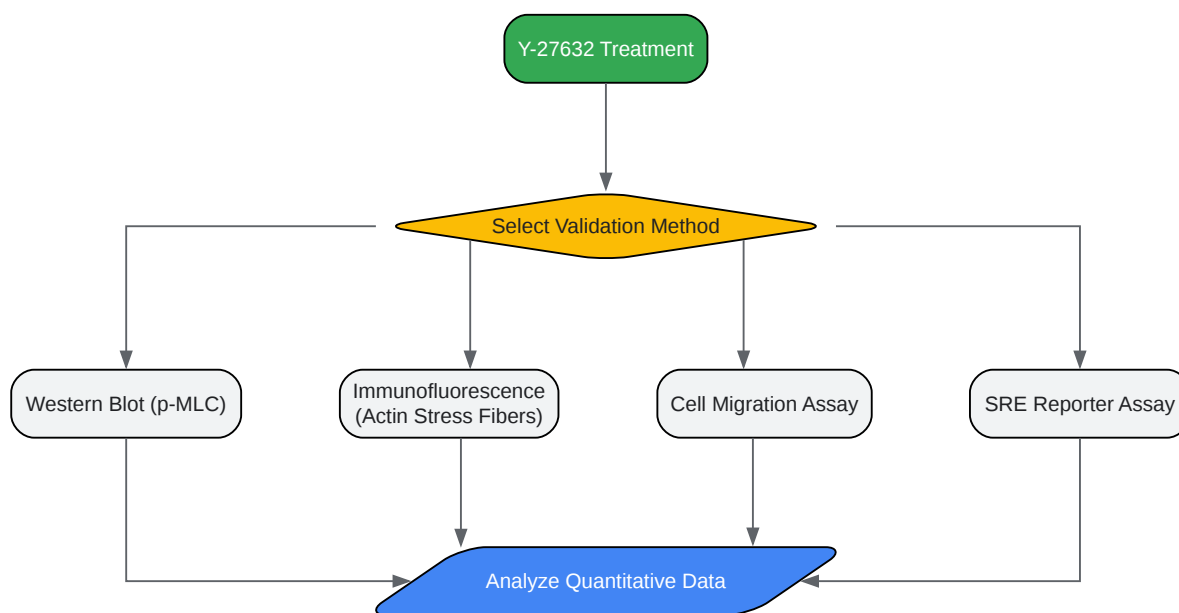 Y-27632 Treatment
Select Validation Method
Western Blot (p-MLC)
Immunofluorescence
(Actin Stress Fibers)
Cell Migration Assay
SRE Reporter Assay
Analyze Quantitative Data